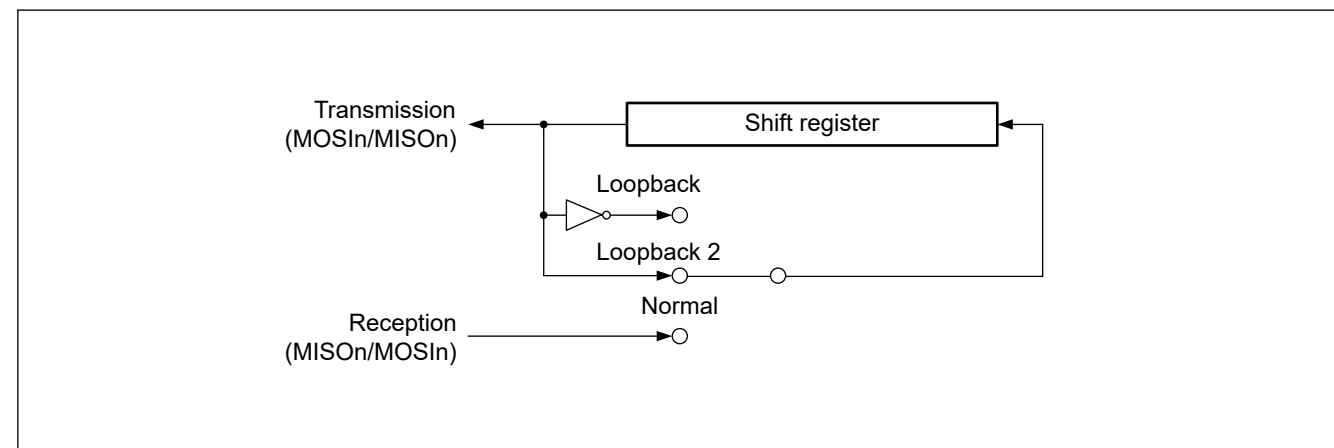 Transmission
(MOSIn/MISOn)
Shift register
Loopback
Loopback 2
Normal
Reception
(MISOn/MOSIn)